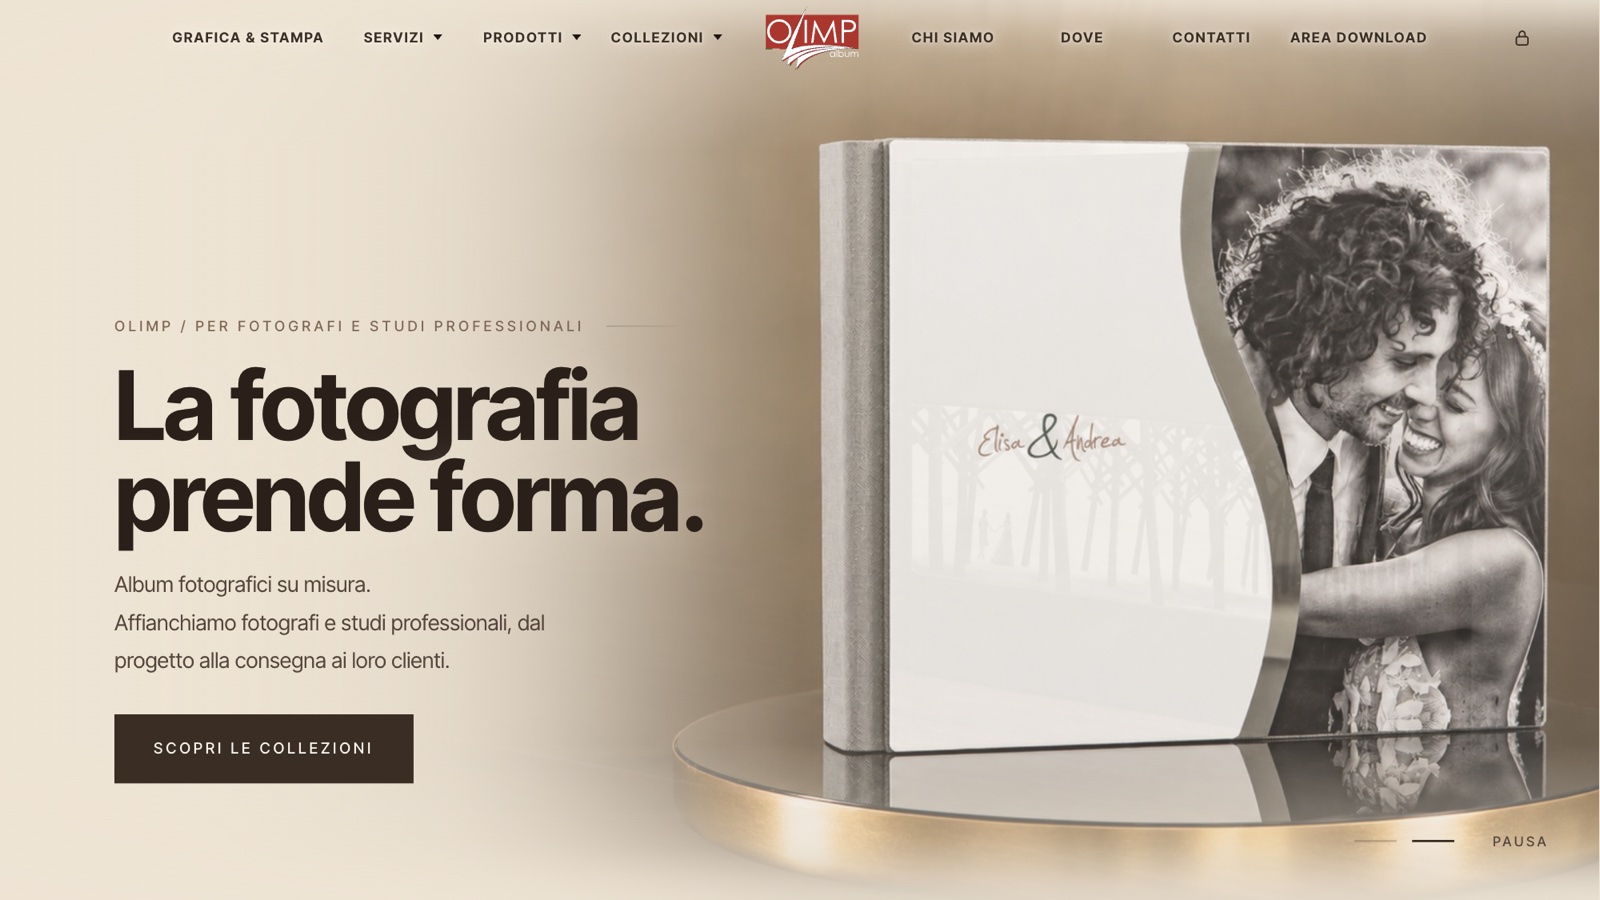 GRAFICA & STAMPA
SERVIZI
PRODOTTI
COLLEZIONI
OLIMP
album
CHI SIAMO
DOVE
CONTATTI
AREA DOWNLOAD
OLIMP / PER FOTOGRAFI E STUDI PROFESSIONALI
La fotografia
prende forma.
Album fotografici su misura.
Affianchiamo fotografi e studi professionali, dal
progetto alla consegna ai loro clienti.
SCOPRI LE COLLEZIONI
Elisa & Andrea
PAUSA